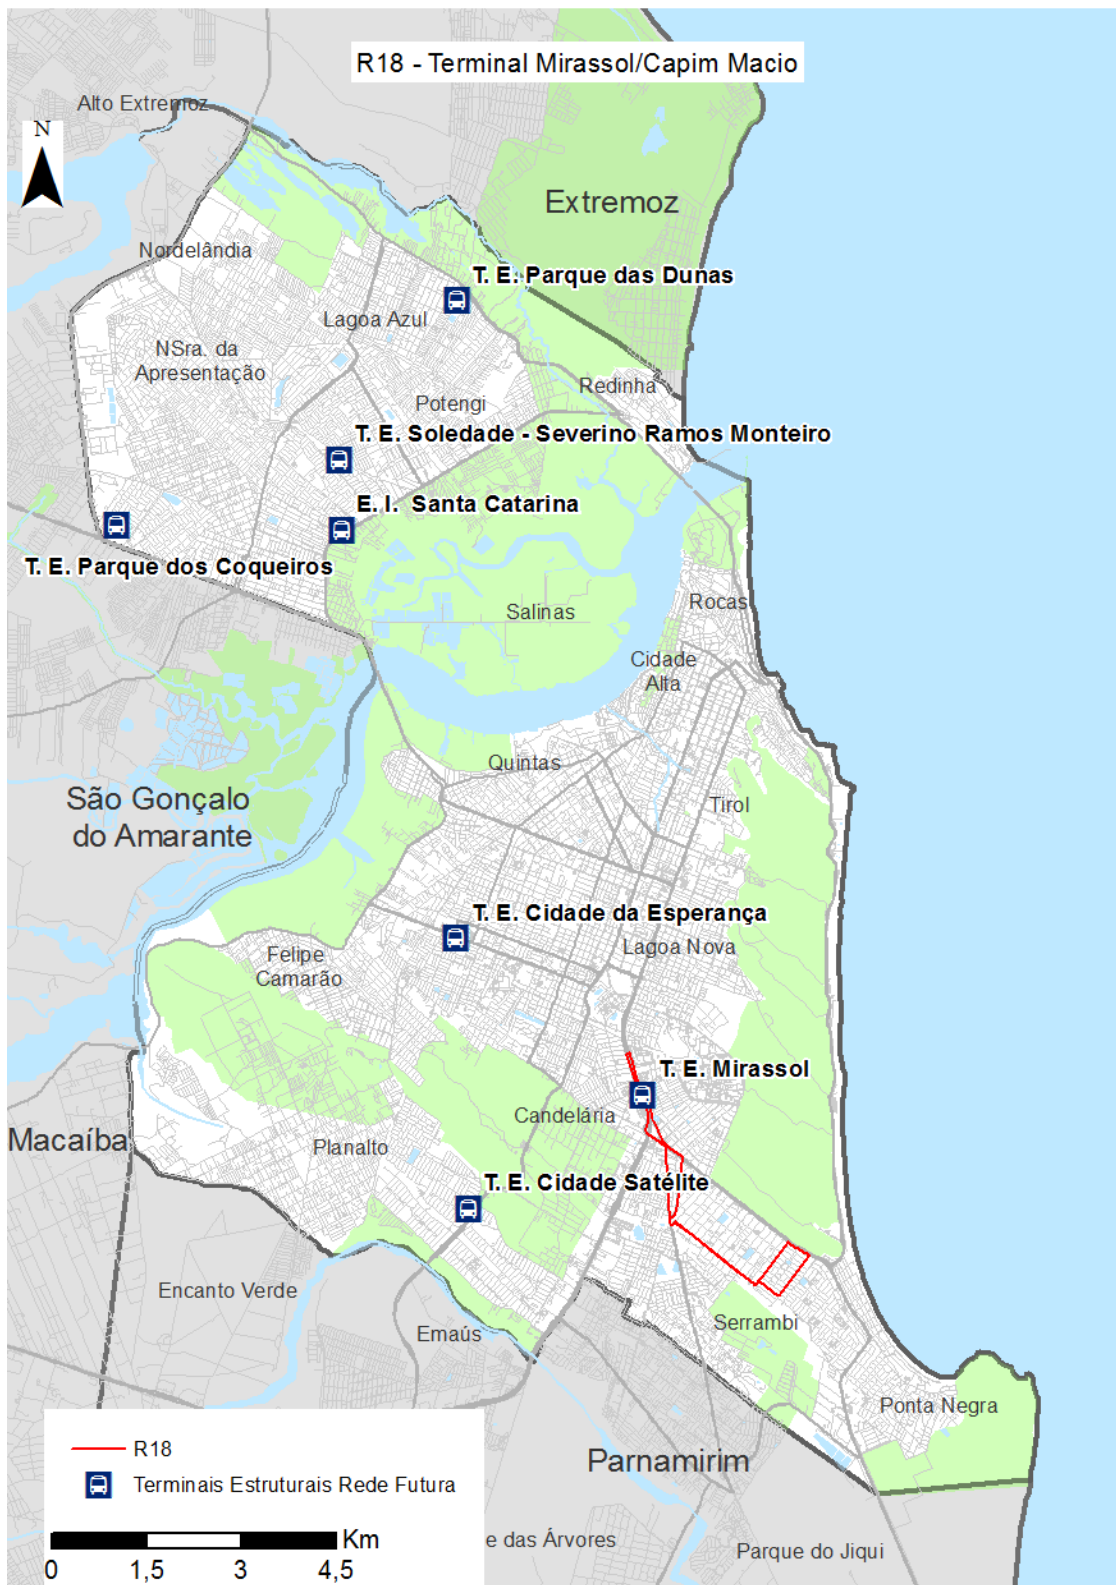 R18 - Terminal Mirassol/Capim Macio
Alto Extremoz
N
Extremoz
Nordelândia
T. E. Parque das Dunas
Lagoa Azul
NSra. da
Apresentação
Redinha
Potengi
T. E. Soledade - Severino Ramos Monteiro
E. I. Santa Catarina
T. E. Parque dos Coqueiros
Rocas
Salinas
Cidade
Alta
Quintas
São Gonçalo
do Amarante
Tirol
T. E. Cidade da Esperança
Lagoa Nova
Felipe
Camarão
T. E. Mirassol
Candelária
Macaíba
Planalto
T. E. Cidade Satélite
Encanto Verde
Serrambi
Emaús
Ponta Negra
R18
Parnamirim
Terminais Estruturais Rede Futura
Km
0 1,5 3 4,5
e das Árvores
Parque do Jiqui